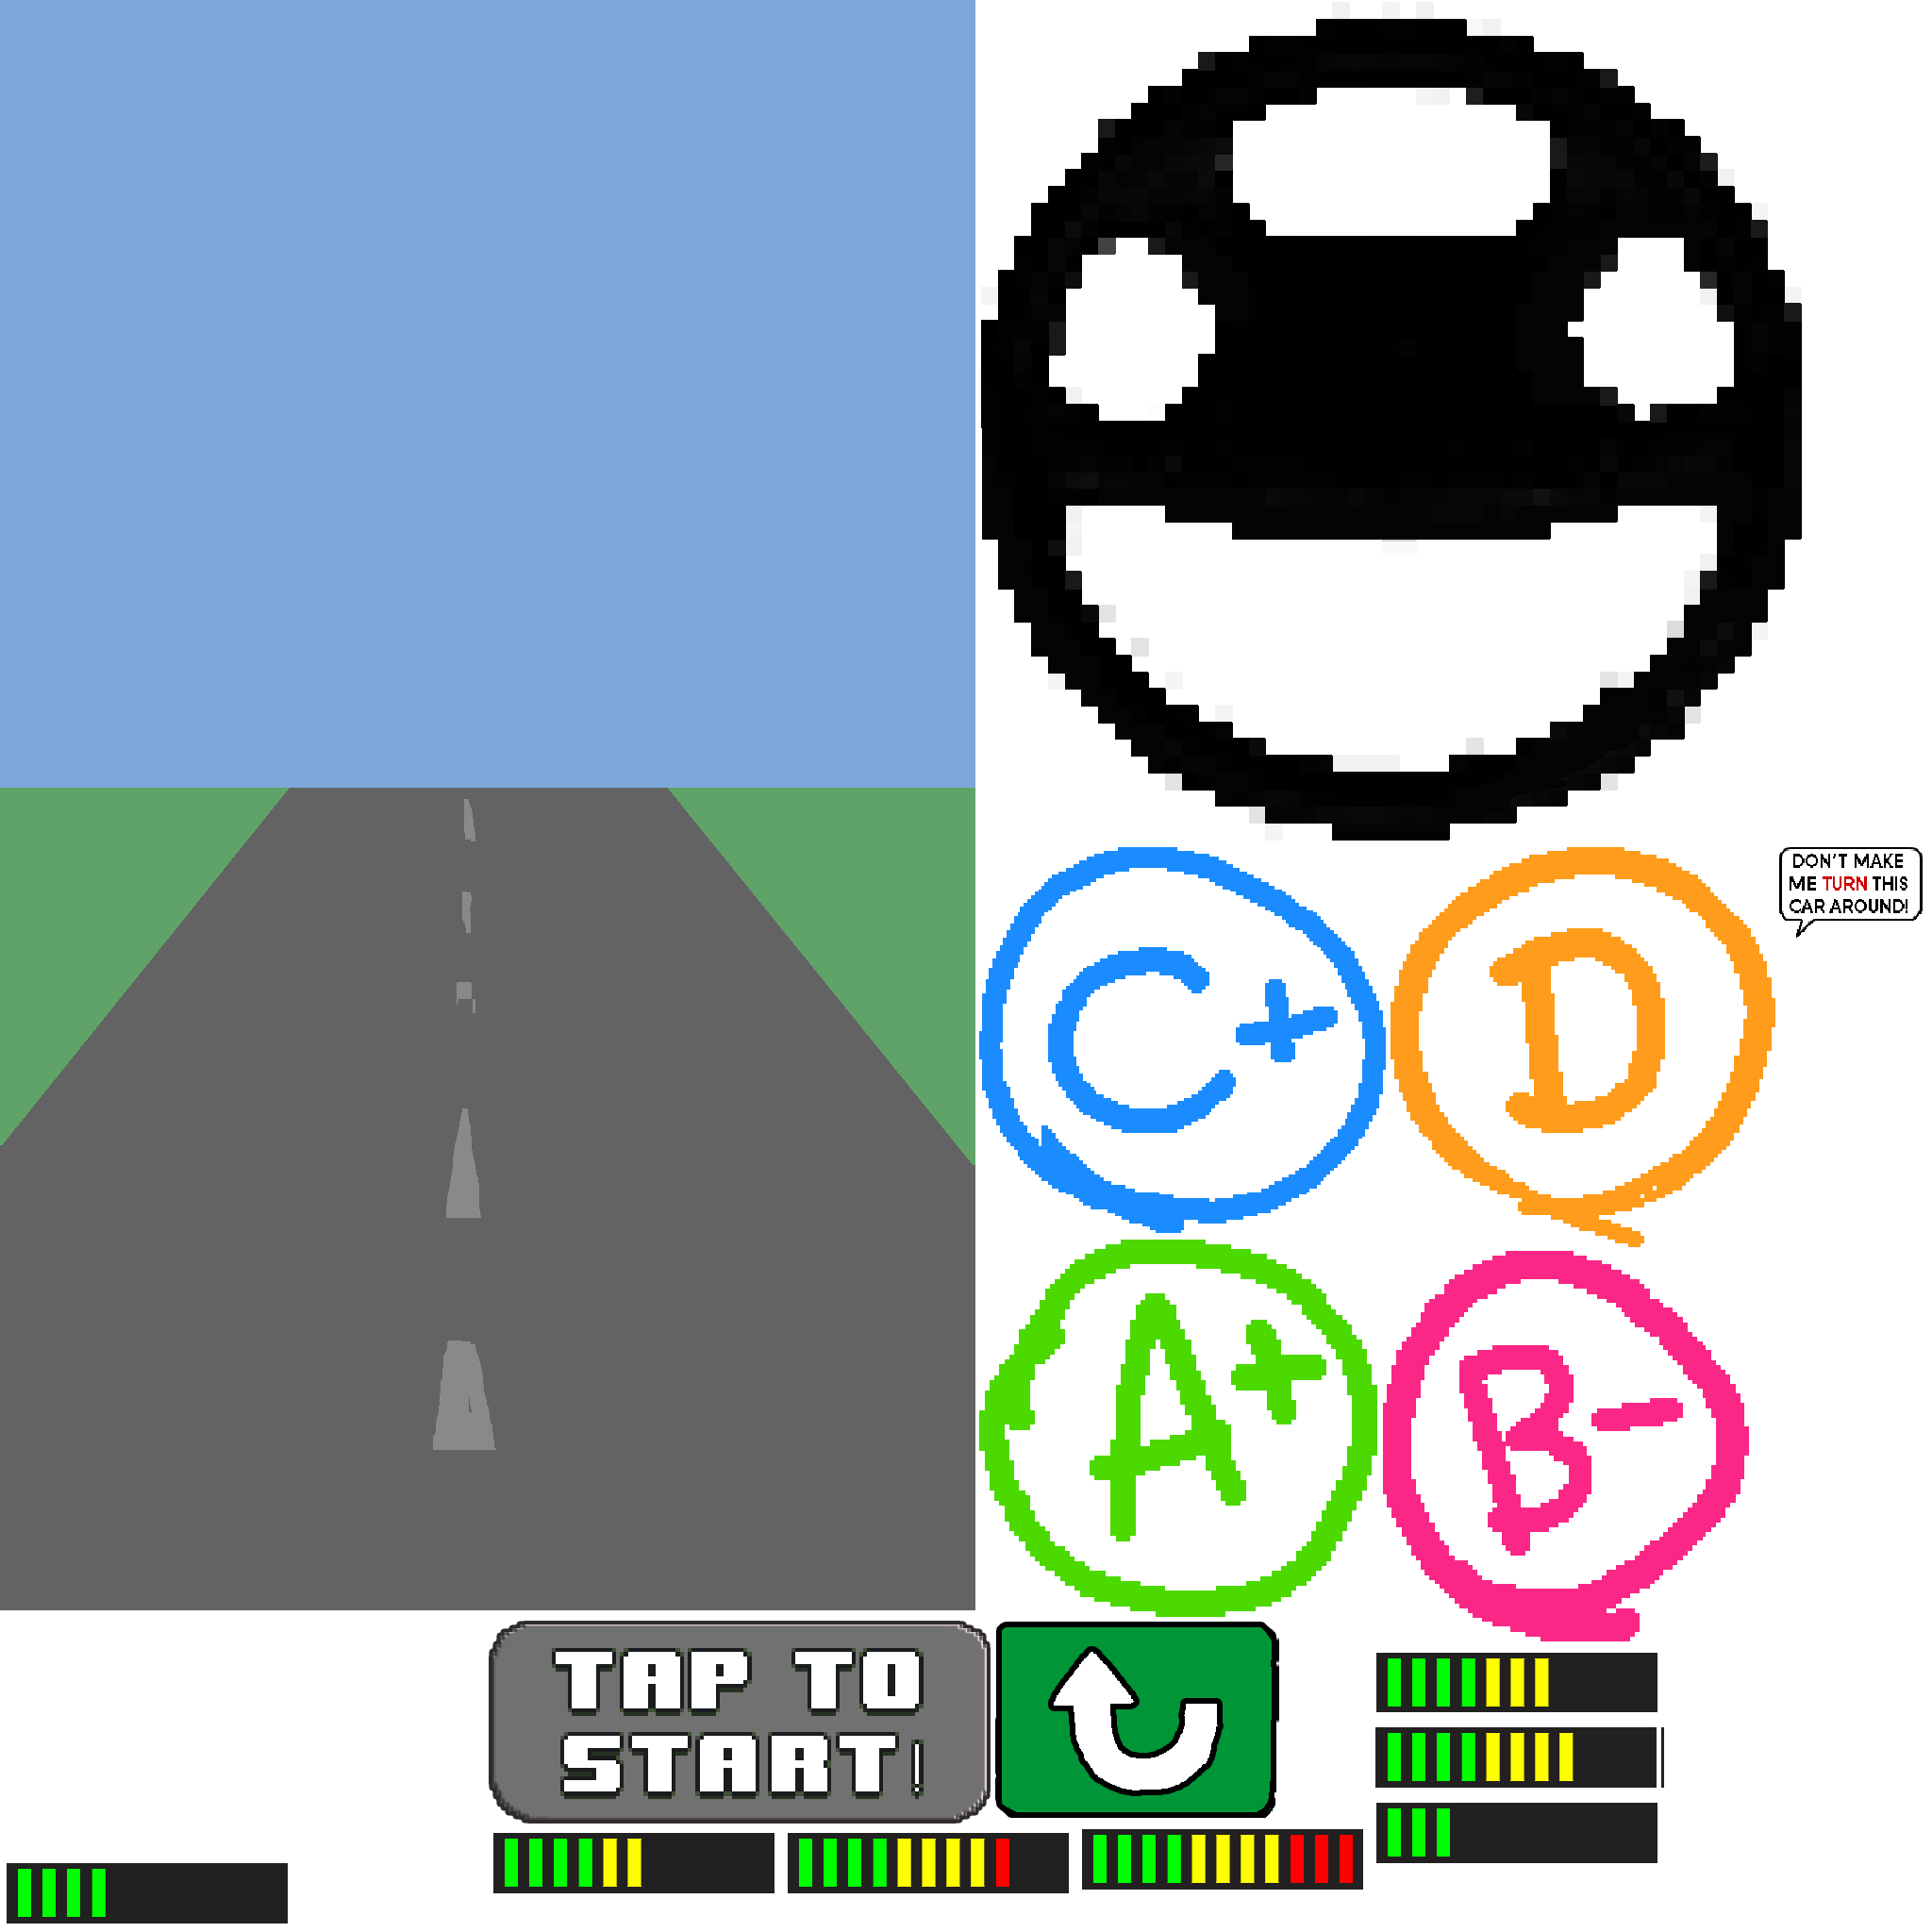 C+
D
DON'T MAKE
ME TURN THIS
CAR AROUND!
A+
B-
TAP TO
START!